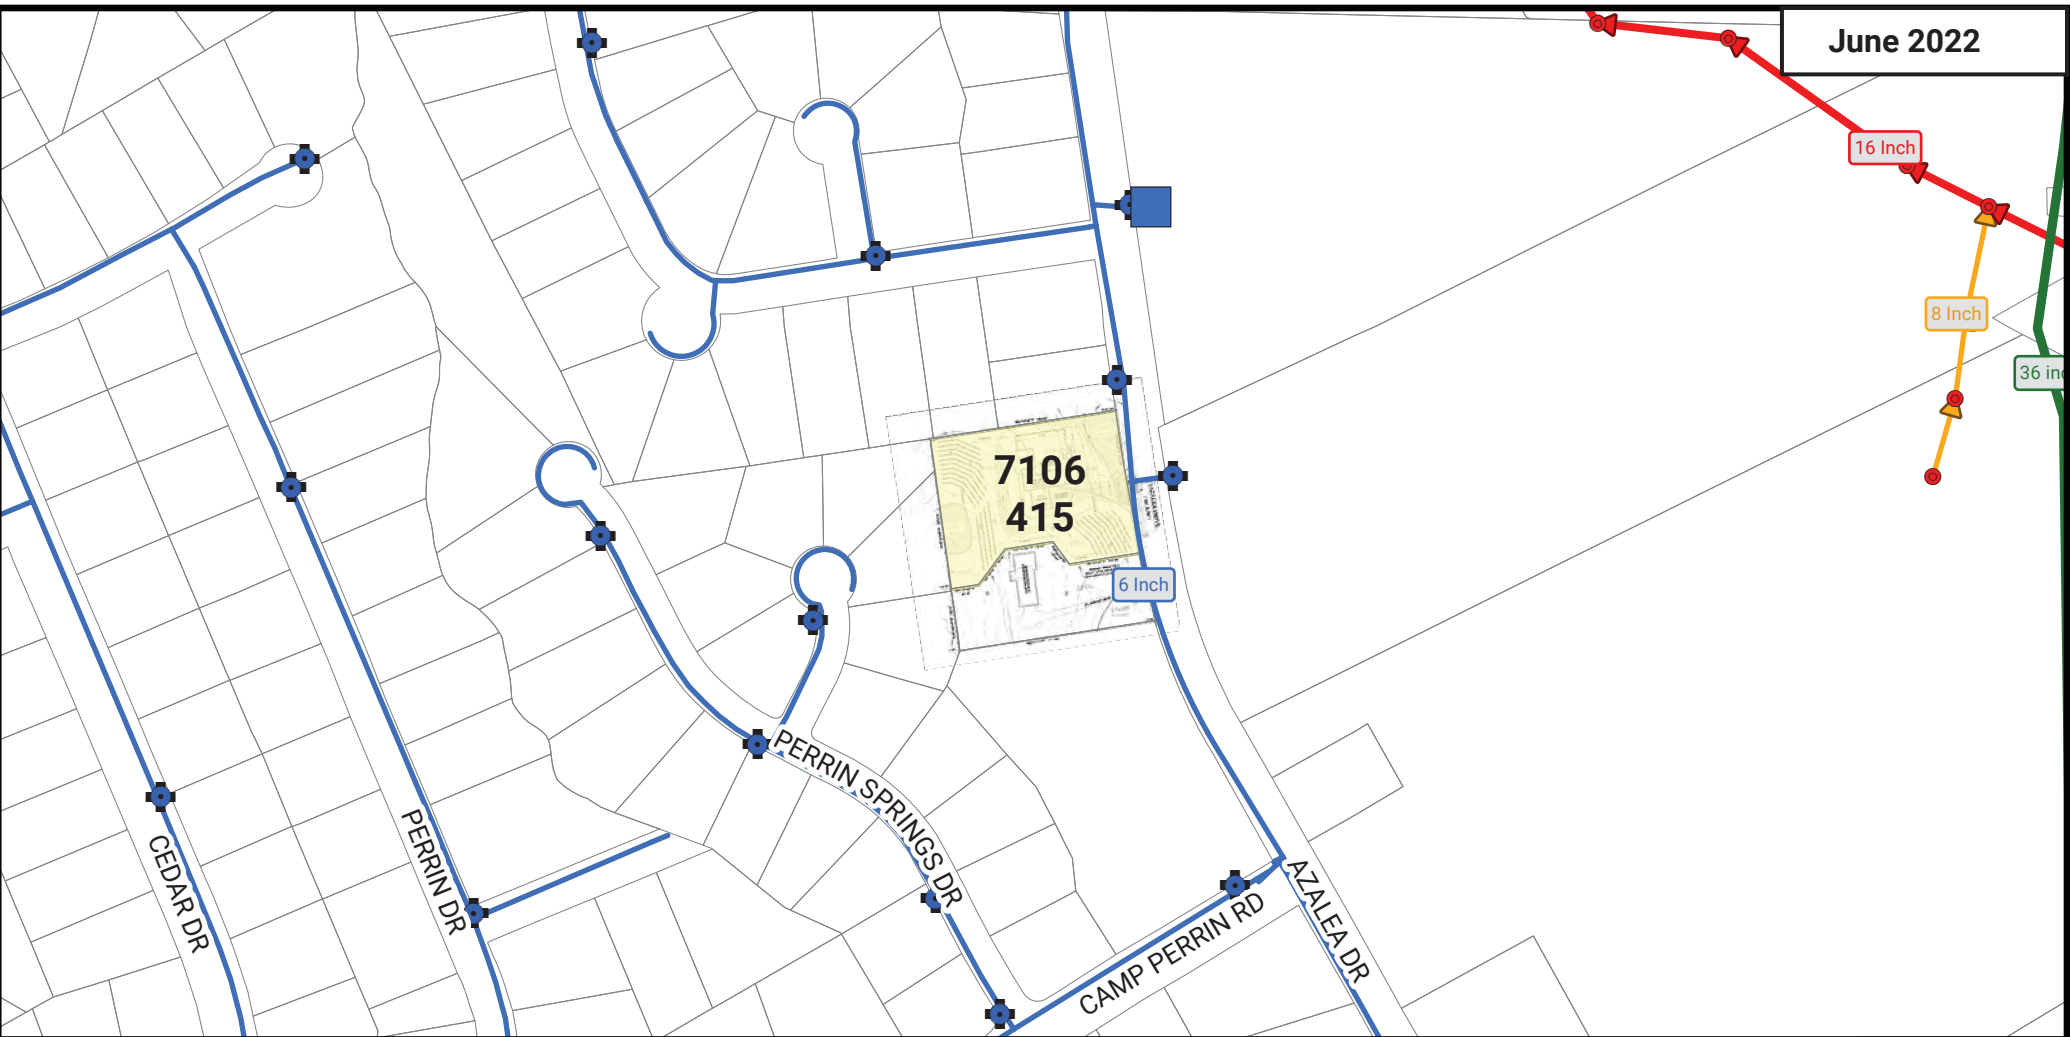 June 2022
16 Inch
8 Inch
36 in
7106
415
6 Inch
PERRIN SPRINGS DR
CEDAR DR
PERRIN DR
AZALEA DR
CAMP PERRIN RD